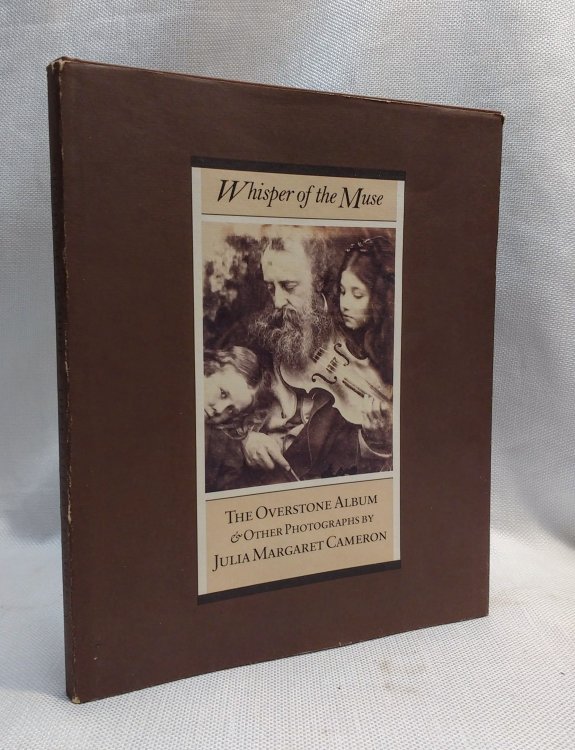 Whisper of the Muse
THE OVERSTONE ALBUM
& OTHER PHOTOGRAPHS BY
JULIA MARGARET CAMERON